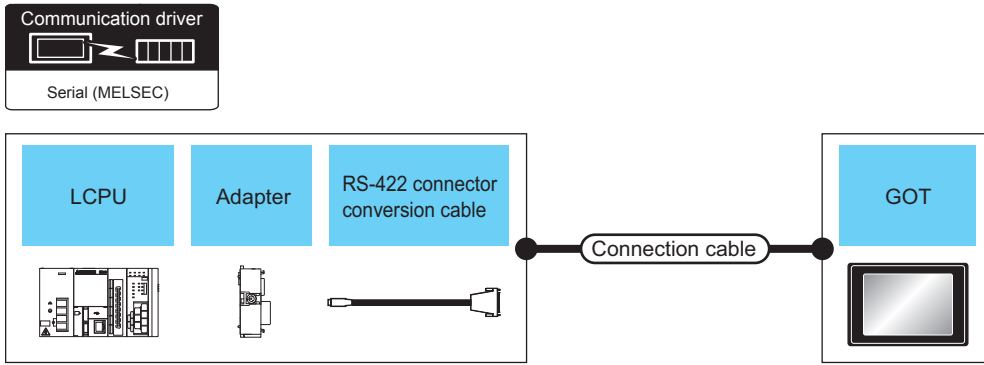 Communication driver
Serial (MELSEC)
LCPU
Adapter
RS-422 connector
conversion cable
Connection cable
GOT